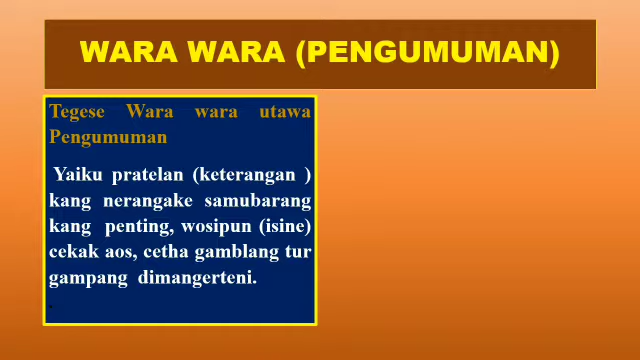 WARA WARA (PENGUMUMAN)
Tegese Wara wara utawa
Pengumuman
Yaiku pratelan (keterangan )
kang nerangake samubarang
kang penting, wosipun (isine)
cekak aos, cetha gamblang tur
gampang dimangerteni.